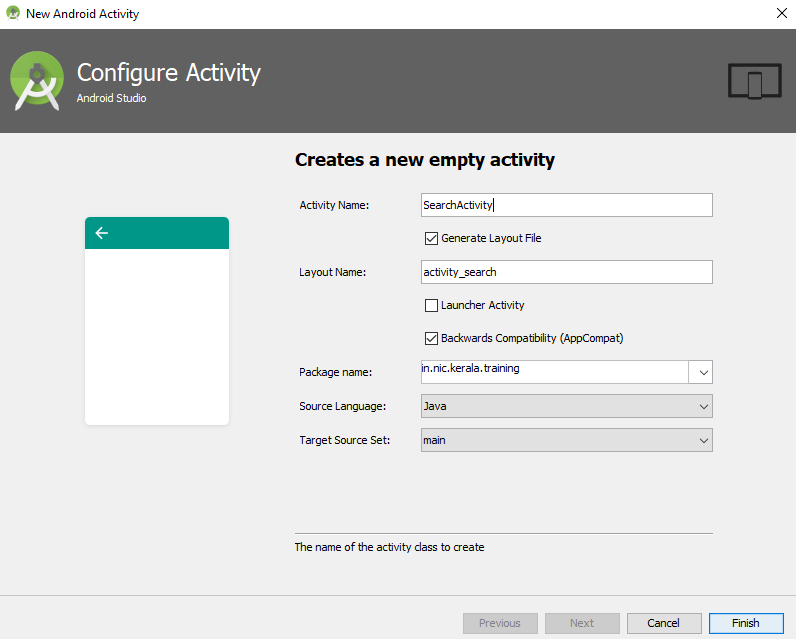 New Android Activity
Configure Activity
Android Studio
Creates a new empty activity
Activity Name: SearchActivity
Generate Layout File
Layout Name: activity_search
Launcher Activity
Backwards Compatibility (AppCompat)
Package name: in.nic.kerala.training
Source Language: Java
Target Source Set: main
The name of the activity class to create
Previous Next Cancel Finish